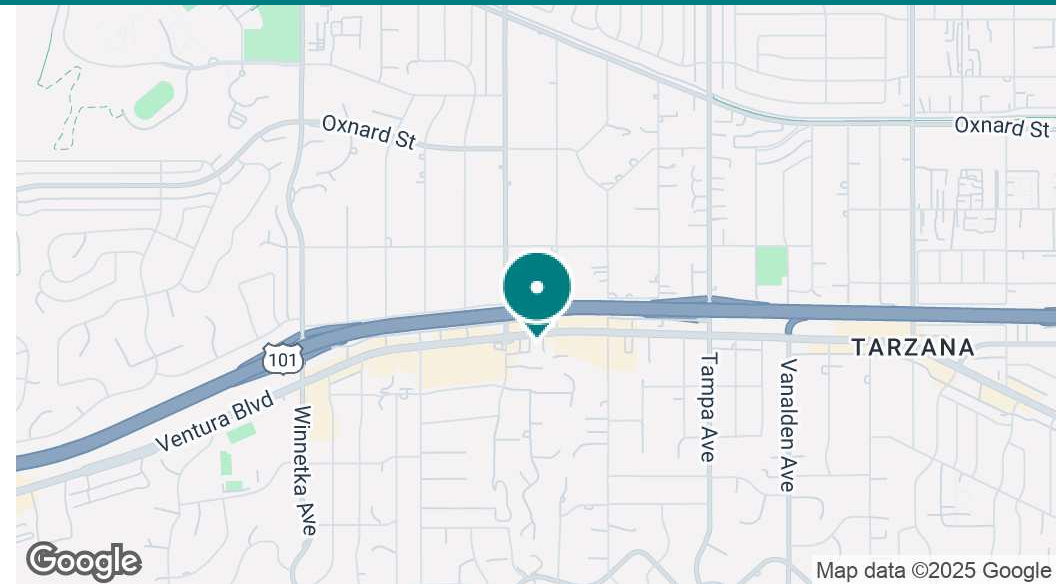 Oxnard St
Oxnard St
101
TARZANA
Ventura Blvd
Winnetka Ave
Tampa Ave
Vanalden Ave
Google
Map data ©2025 Google